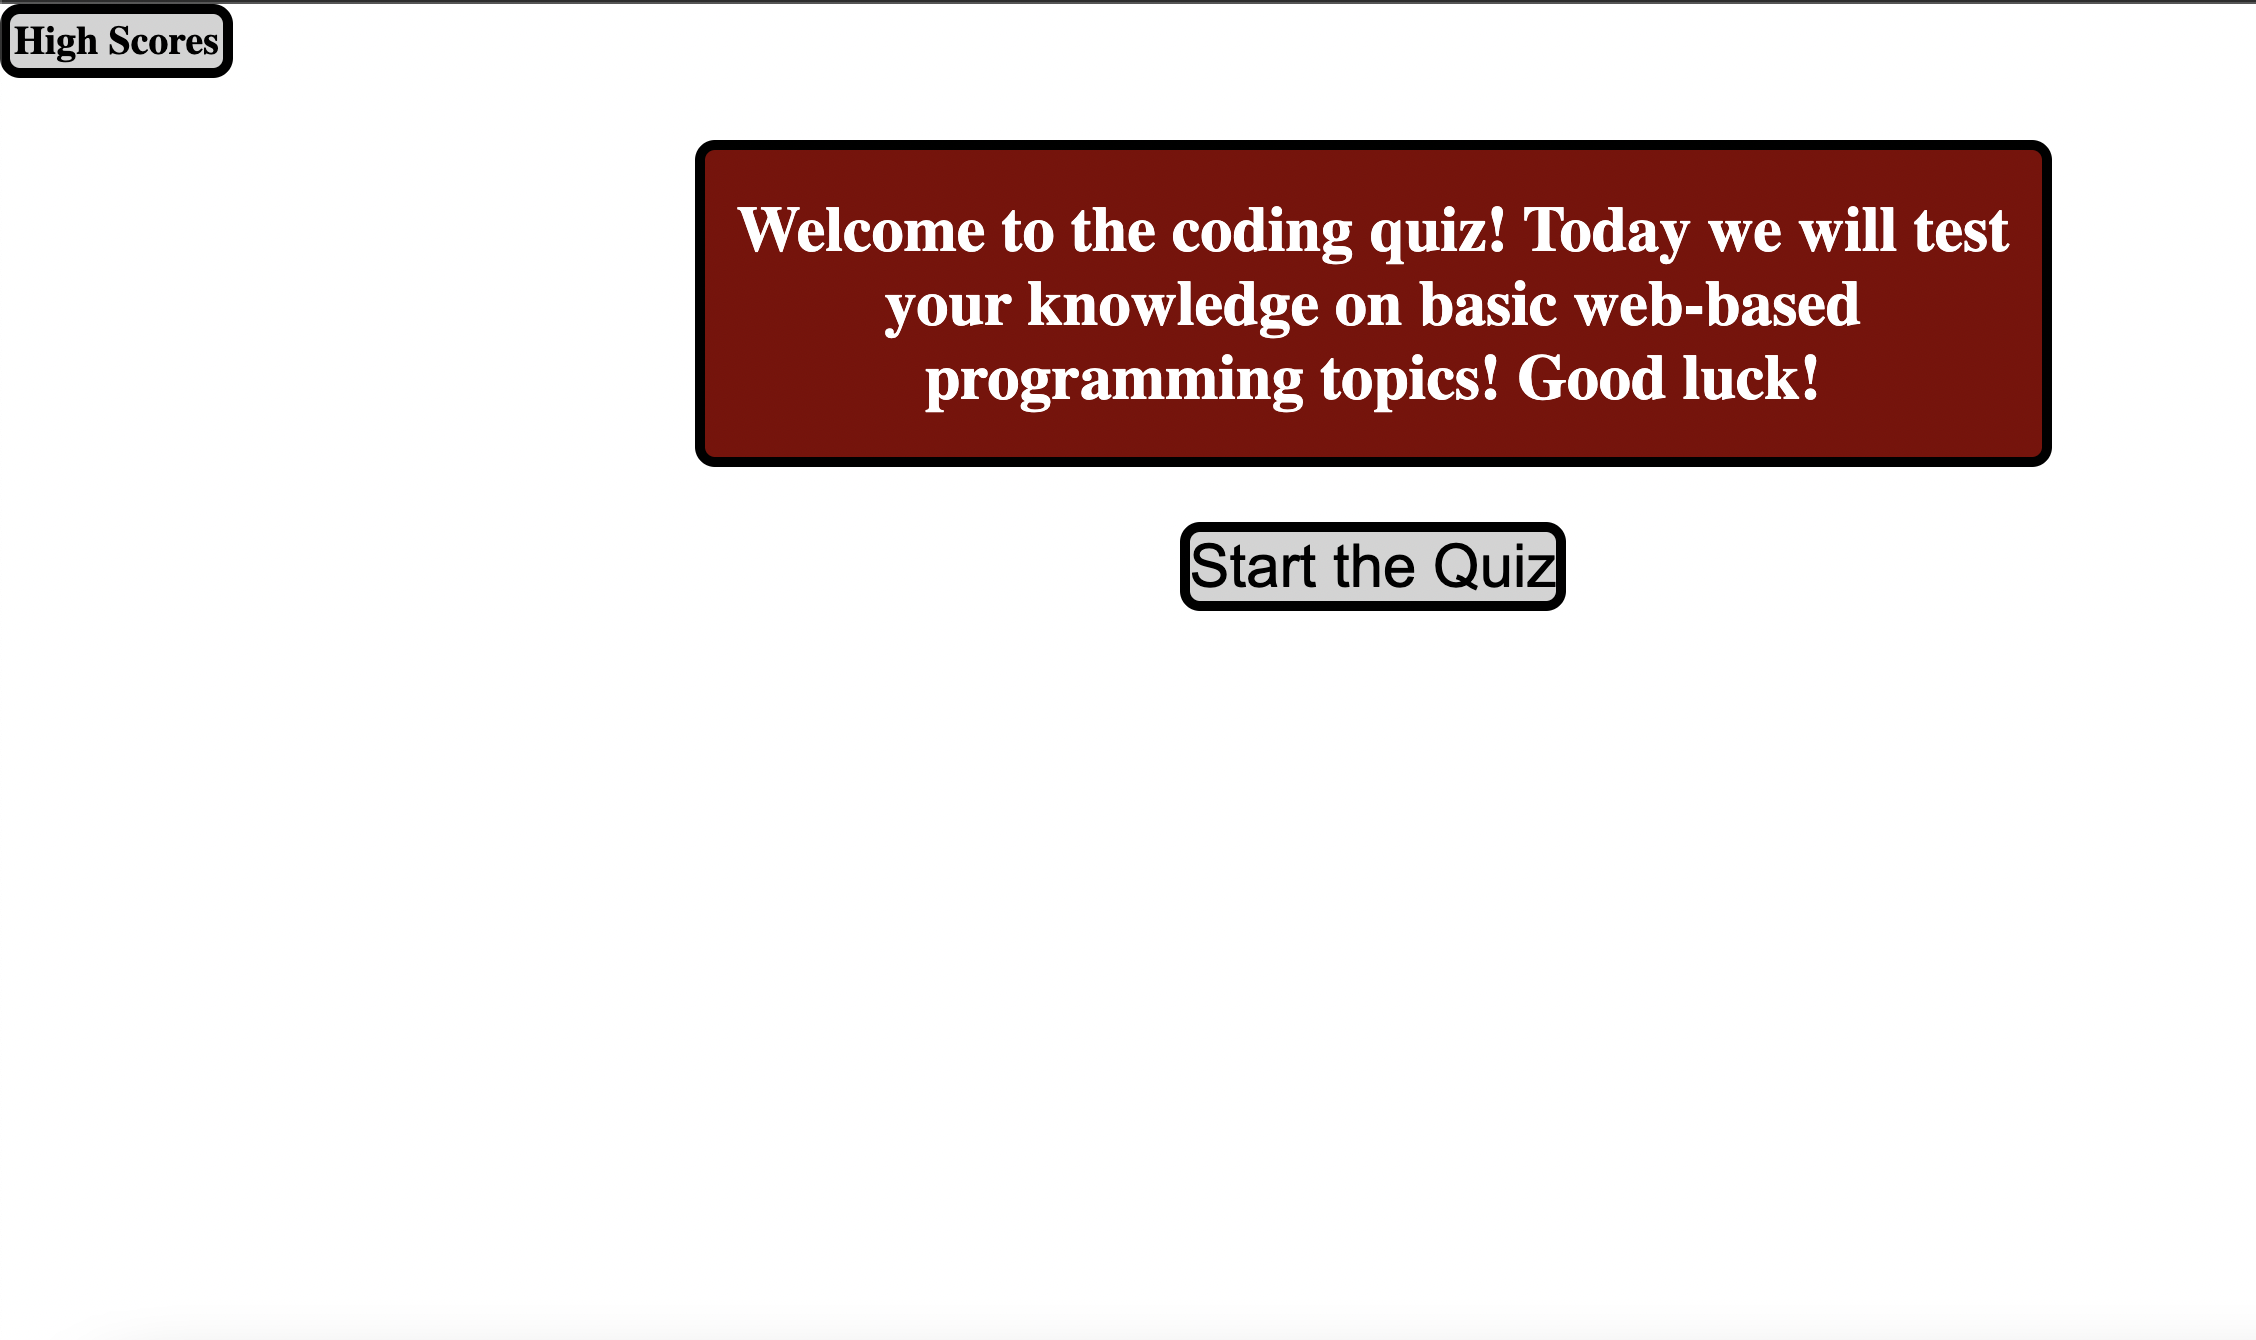 High Scores
Welcome to the coding quiz! Today we will test
your knowledge on basic web-based
programming topics! Good luck!
Start the Quiz